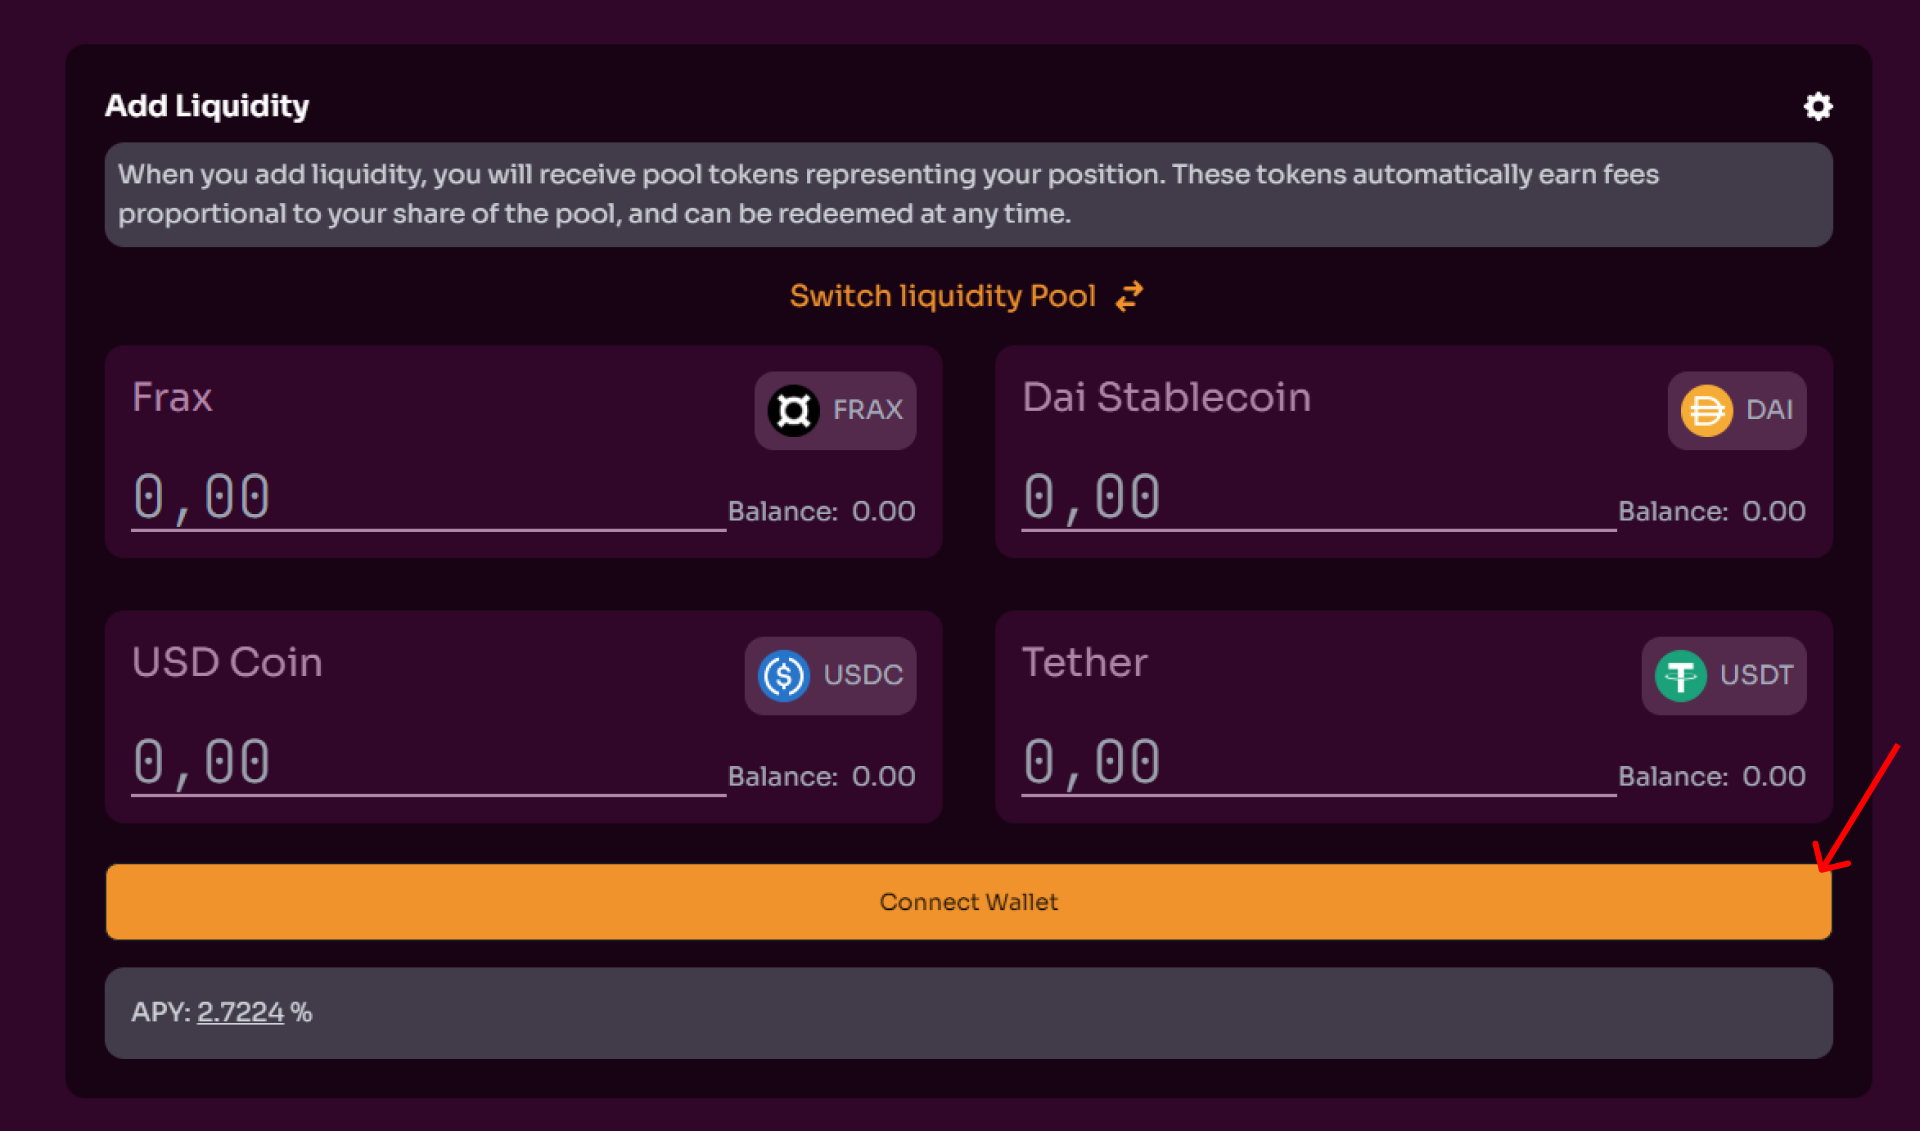 Add Liquidity
When you add liquidity, you will receive pool tokens representing your position. These tokens automatically earn fees
proportional to your share of the pool, and can be redeemed at any time.
Switch liquidity Pool
Frax
FRAX
0,00
Balance: 0.00
Dai Stablecoin
DAI
0,00
Balance: 0.00
USD Coin
USDC
0,00
Balance: 0.00
Tether
USDT
0,00
Balance: 0.00
Connect Wallet
APY: 2.7224 %